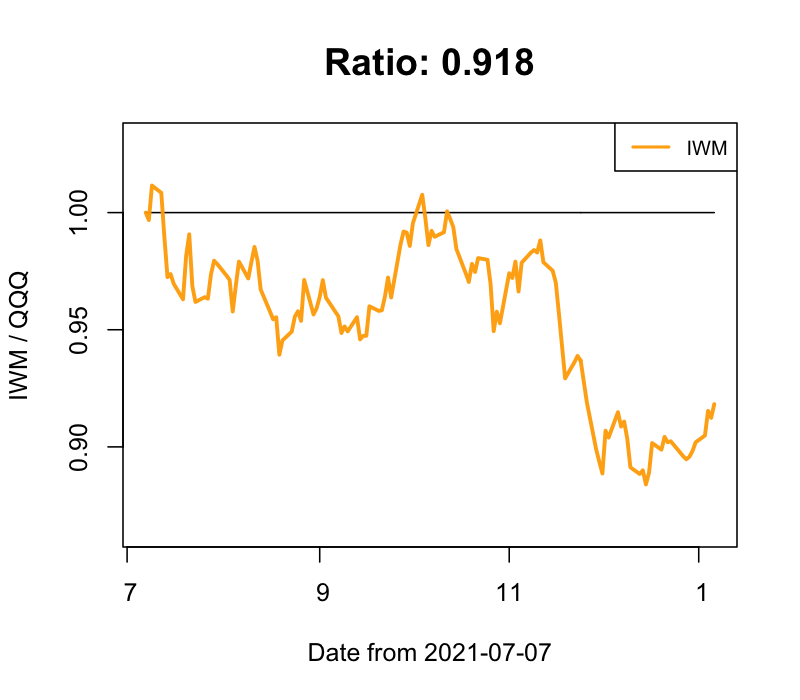 Ratio: 0.918
IWM
IWM / QQQ
1.00
0.95
0.90
7 9 11 1
Date from 2021-07-07